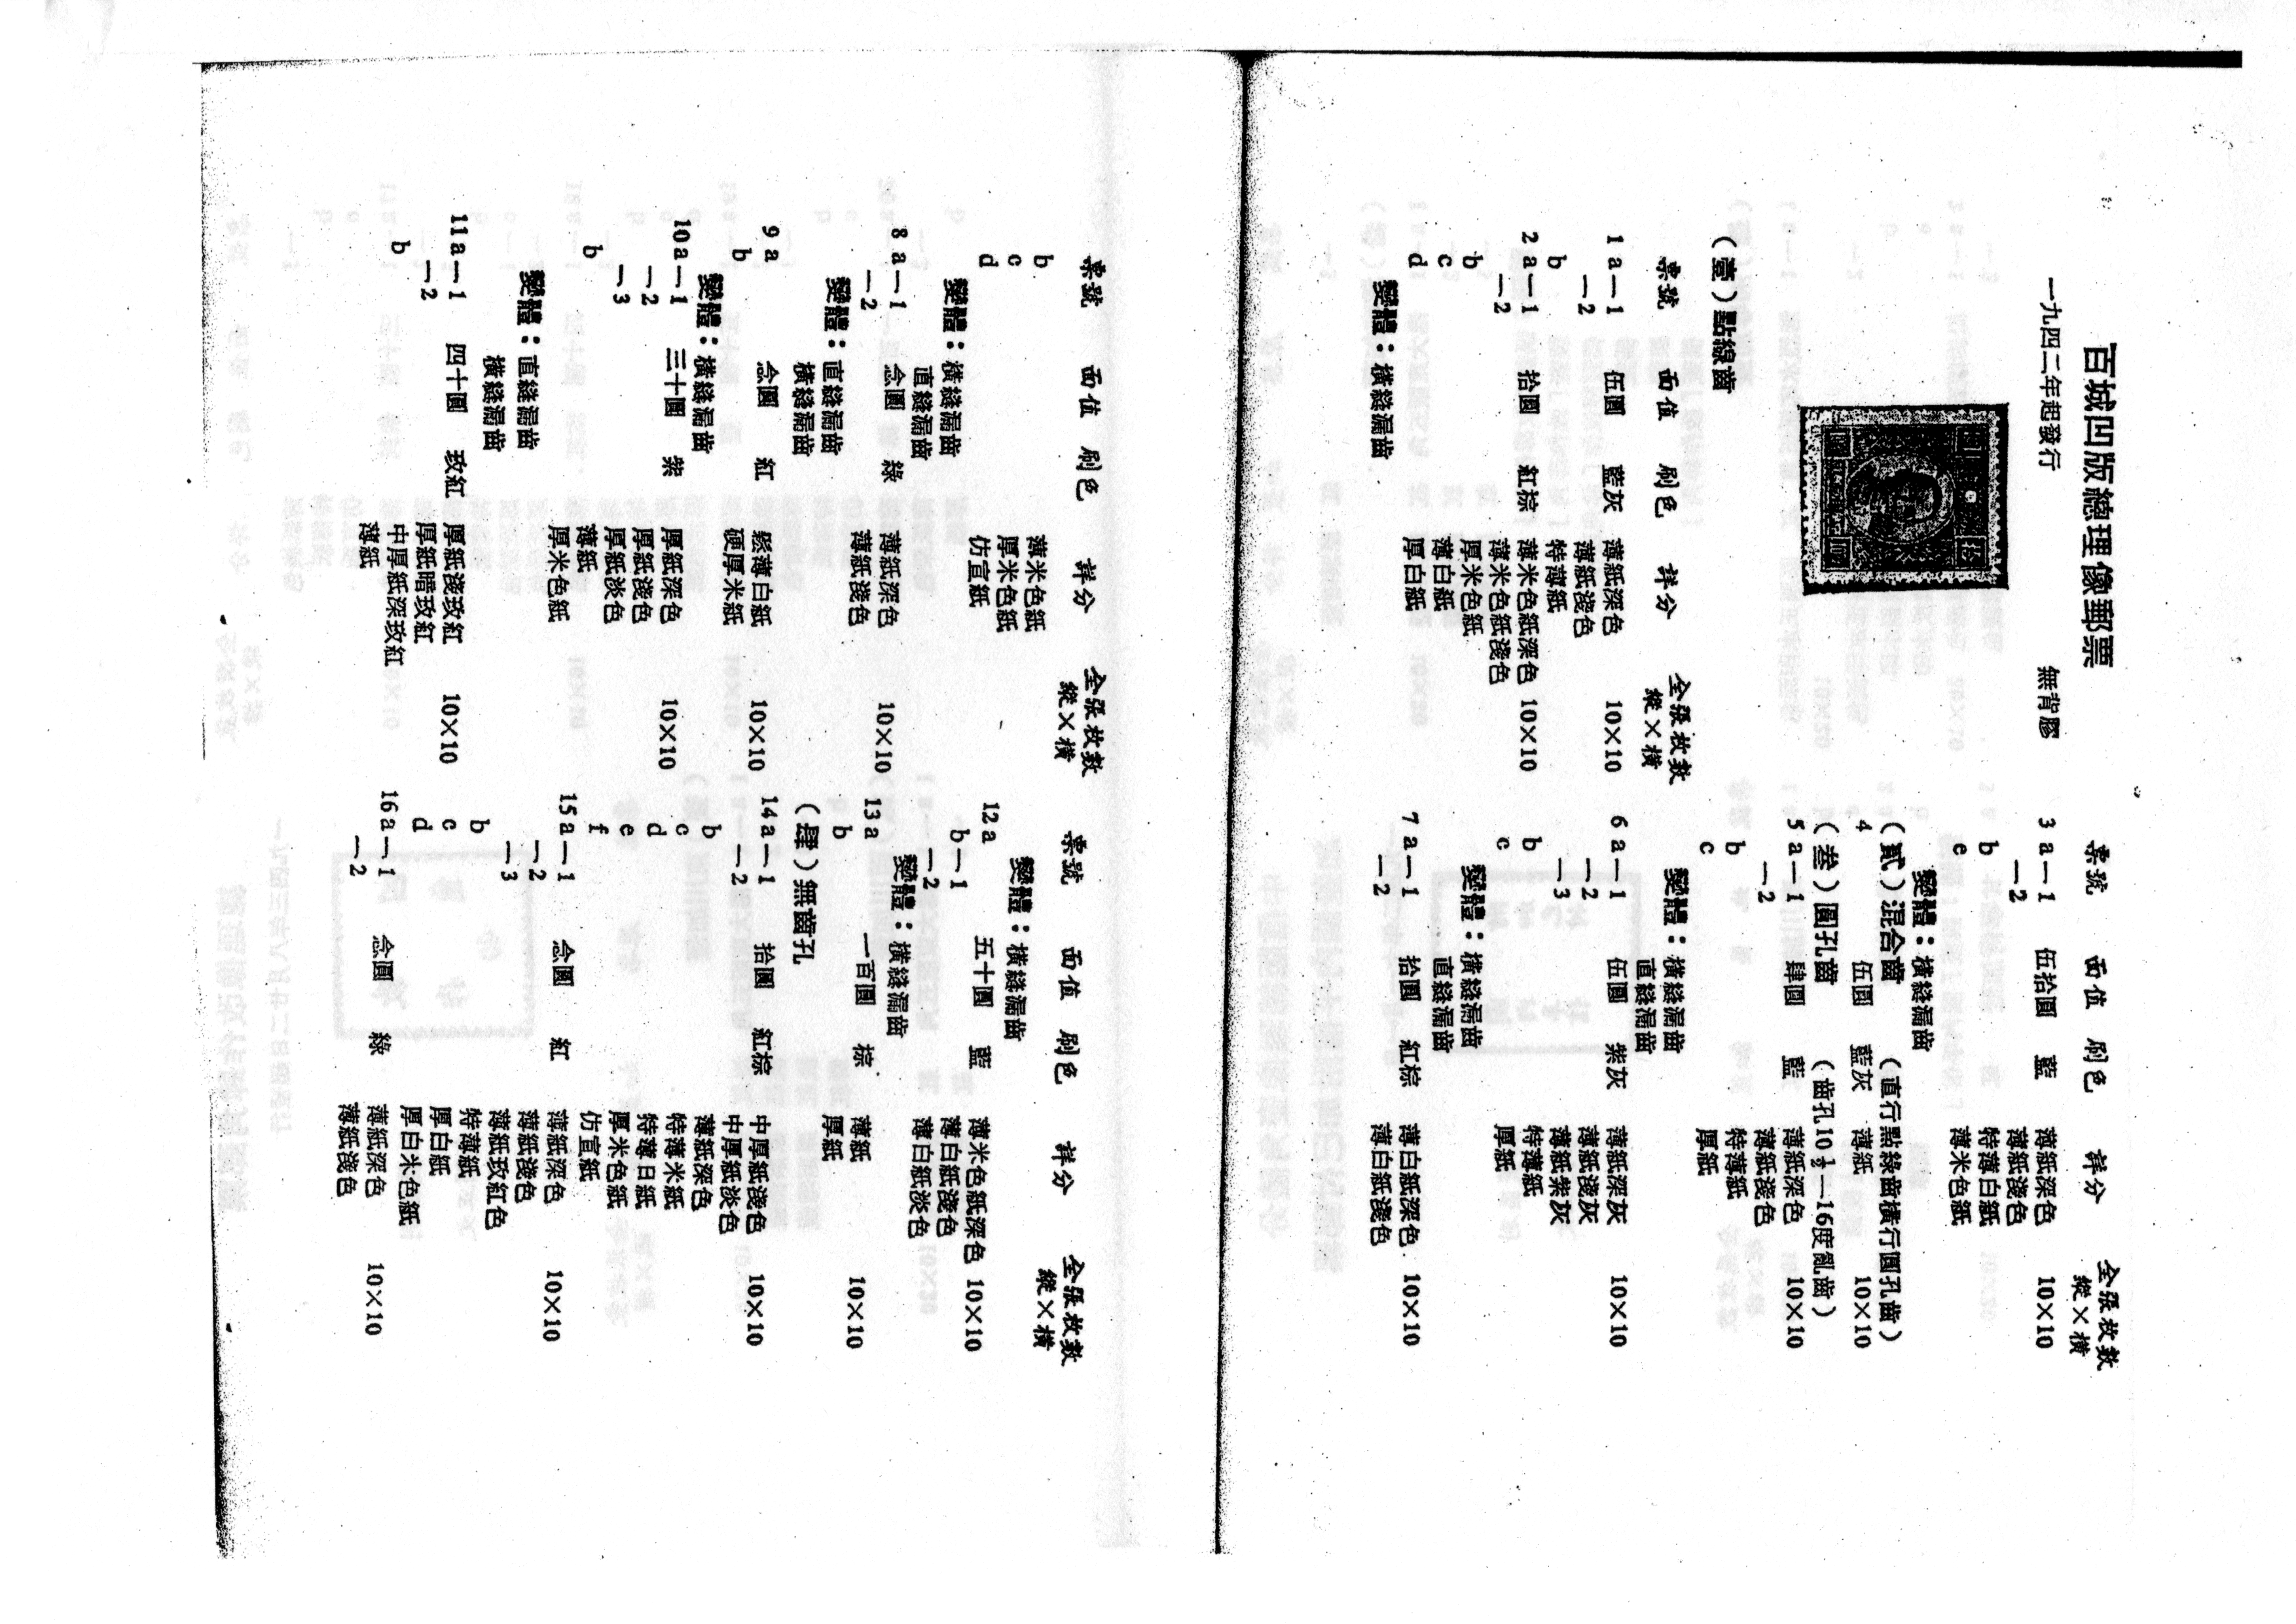 百城凹版總理像郵票
一九四二年起發行 無背膠
(壹)點線齒
票號 面值 刷色 詳分 全張枚數
縱×橫
1 a—1 伍圓 藍灰 薄紙深色 10×10
—2 薄紙淺色
b 特薄紙
2 a—1 拾圓 紅棕 薄米色紙深色 10×10
—2 薄米色紙淺色
b 厚米色紙
c 薄白紙
d 厚白紙
變體：橫縫漏齒
票號 面值 刷色 詳分 全張枚數
縱×橫
3 a—1 伍拾圓 藍 薄紙深色 10×10
—2 薄紙淺色
b 特薄白紙
e 薄米色紙
變體：橫縫漏齒
(貳)混合齒 (直行點綫齒橫行圓孔齒)
4 伍圓 藍灰 薄紙 10×10
(叁)圓孔齒 (齒孔10½—16度亂齒)
5 a—1 肆圓 藍 薄紙深色 10×10
—2 薄紙淺色
b 特薄紙
c 厚紙
變體：橫縫漏齒
直縫漏齒
6 a—1 伍圓 紫灰 薄紙深灰 10×10
—2 薄紙淺灰
—3 薄紙紫灰
b 特薄紙
c 厚紙
變體：橫縫漏齒
直縫漏齒
7 a—1 拾圓 紅棕 薄白紙深色 10×10
—2 薄白紙淺色
票號 面值 刷色 詳分 全張枚數
縱×橫
b 薄米色紙
c 厚米色紙
d 仿宣紙
變體：橫縫漏齒
直縫漏齒
8 a—1 念圓 綠 薄紙深色 10×10
—2 薄紙淺色
變體：直縫漏齒
橫縫漏齒
9 a 念圓 紅 鬆薄白紙 10×10
b 硬厚米紙
變體：橫縫漏齒
10 a—1 三十圓 紫 厚紙深色 10×10
—2 厚紙淺色
—3 厚紙淡色
b 薄紙
厚米色紙
變體：直縫漏齒
橫縫漏齒
11 a—1 四十圓 玫紅 厚紙淺玫紅 10×10
—2 厚紙暗玫紅
中厚紙深玫紅
b 薄紙
票號 面值 刷色 詳分 全張枚數
縱×橫
變體：橫縫漏齒
12 a 五十圓 藍 薄米色紙深色 10×10
b—1 薄白紙淺色
—2 薄白紙淡色
變體：橫縫漏齒
13 a 一百圓 棕 薄紙 10×10
b 厚紙
(肆)無齒孔
14 a—1 拾圓 紅棕 中厚紙淺色 10×10
—2 中厚紙淡色
b 薄紙深色
c 特薄米紙
d 特薄日紙
e 厚米色紙
f 仿宣紙
15 a—1 念圓 紅 薄紙深色 10×10
—2 薄紙淺色
—3 薄紙玫紅色
b 特薄紙
c 厚白紙
d 厚白米色紙
16 a—1 念圓 綠 薄紙深色 10×10
—2 薄紙淺色